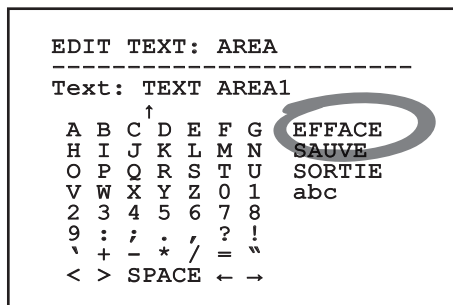 EDIT TEXT: AREA
------------------------
Text: TEXT AREA1
↑
A B C D E F G EFFACE
H I J K L M N SAUVE
O P Q R S T U SORTIE
V W X Y Z 0 1 abc
2 3 4 5 6 7 8
9 : ; . , ? !
‛ + - * / = ‟
< > SPACE ← →